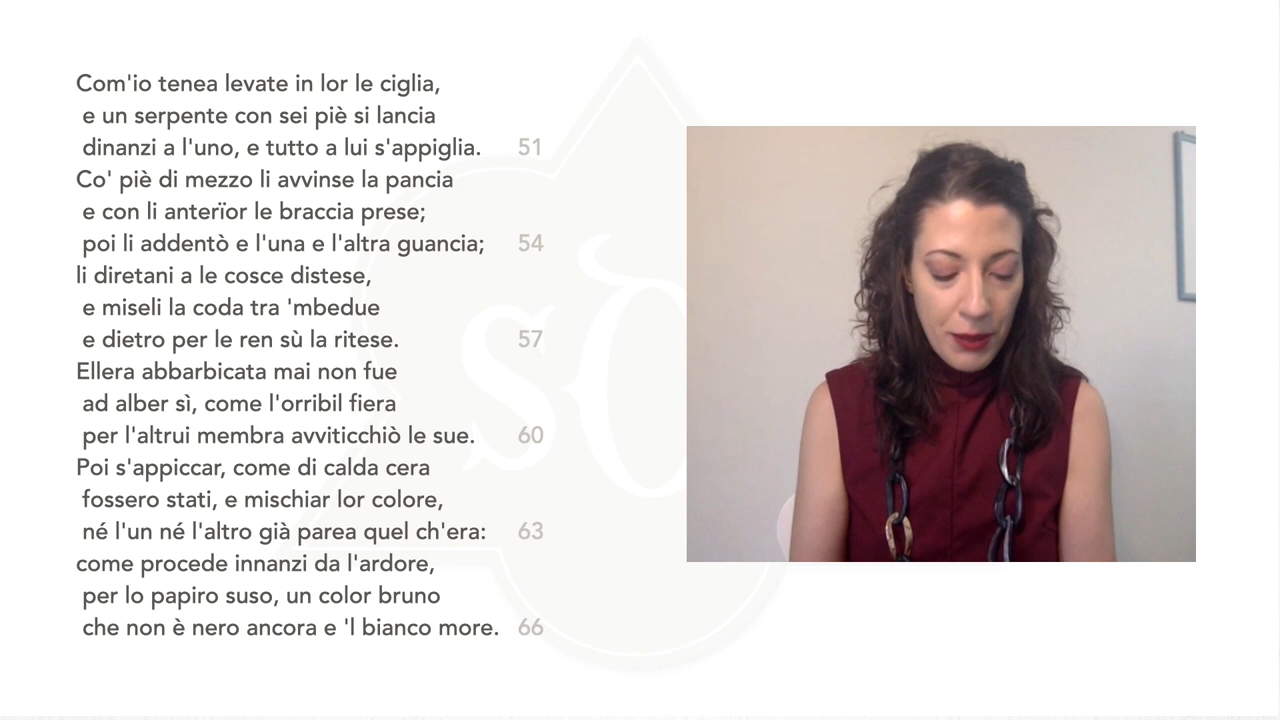 Com'io tenea levate in lor le ciglia,
e un serpente con sei piè si lancia
dinanzi a l'uno, e tutto a lui s'appiglia. 51
Co' piè di mezzo li avvinse la pancia
e con li anterïor le braccia prese;
poi li addentò e l'una e l'altra guancia; 54
li diretani a le cosce distese,
e miseli la coda tra 'mbedue
e dietro per le ren sù la ritese. 57
Ellera abbarbicata mai non fue
ad alber sì, come l'orribil fiera
per l'altrui membra avviticchiò le sue. 60
Poi s'appiccar, come di calda cera
fossero stati, e mischiar lor colore,
né l'un né l'altro già parea quel ch'era: 63
come procede innanzi da l'ardore,
per lo papiro suso, un color bruno
che non è nero ancora e 'l bianco more. 66